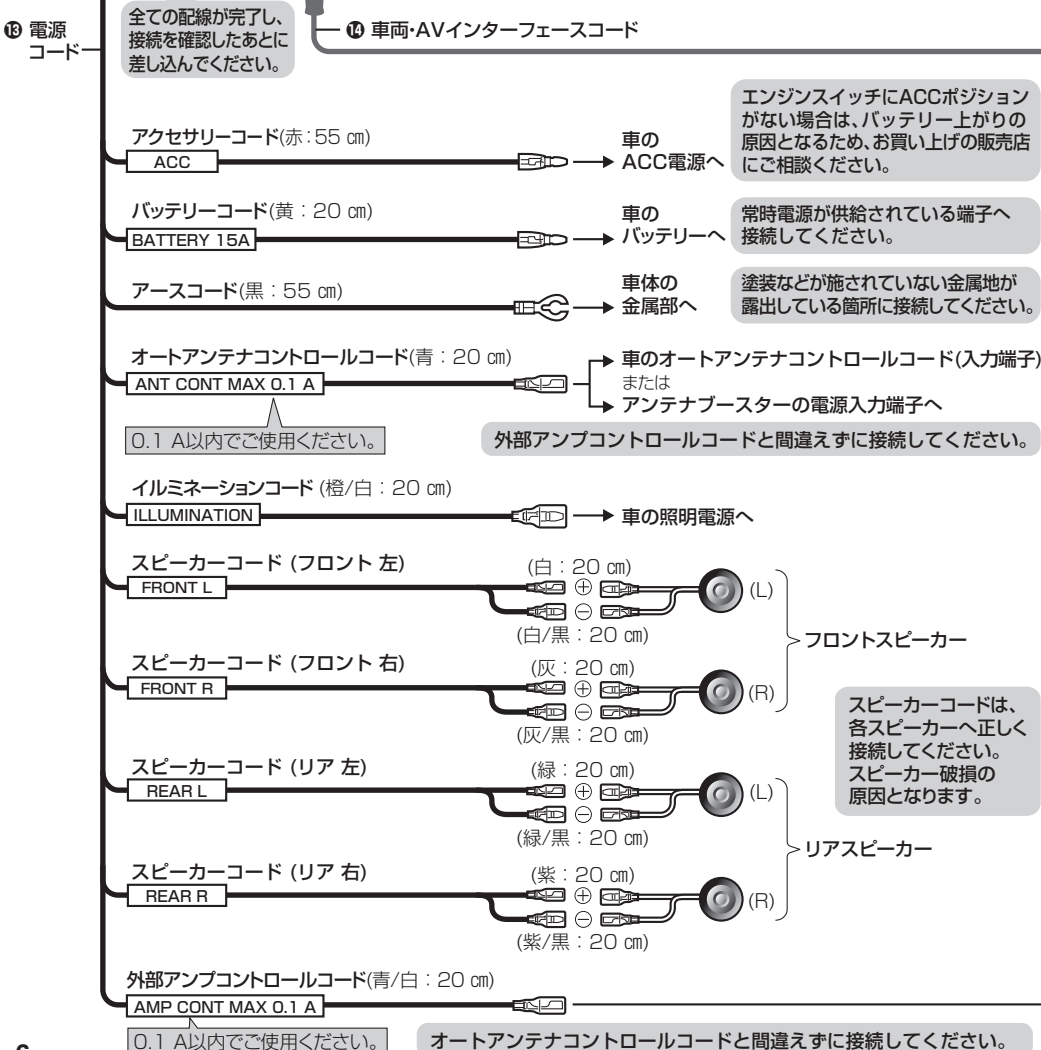 全ての配線が完了し、
接続を確認したあとに
差し込んでください。
⓭ 電源
コード
⓮ 車両・AVインターフェースコード
アクセサリーコード(赤：55 ㎝)
ACC
車の
ACC電源へ
エンジンスイッチにACCポジション
がない場合は、バッテリー上がりの
原因となるため、お買い上げの販売店
にご相談ください。
バッテリーコード(黄：20 ㎝)
BATTERY 15A
車の
バッテリーへ
常時電源が供給されている端子へ
接続してください。
アースコード(黒：55 ㎝)
車体の
金属部へ
塗装などが施されていない金属地が
露出している箇所に接続してください。
オートアンテナコントロールコード(青：20 ㎝)
ANT CONT MAX 0.1 A
車のオートアンテナコントロールコード(入力端子)
または
アンテナブースターの電源入力端子へ
0.1 A以内でご使用ください。
外部アンプコントロールコードと間違えずに接続してください。
イルミネーションコード (橙/白：20 ㎝)
ILLUMINATION
車の照明電源へ
スピーカーコード (フロント 左)
FRONT L
(白：20 ㎝)
⊕
(L)
⊖
(白/黒：20 ㎝)
フロントスピーカー
スピーカーコード (フロント 右)
FRONT R
(灰：20 ㎝)
⊕
(R)
⊖
(灰/黒：20 ㎝)
スピーカーコードは、
各スピーカーへ正しく
接続してください。
スピーカー破損の
原因となります。
スピーカーコード (リア 左)
REAR L
(緑：20 ㎝)
⊕
(L)
⊖
(緑/黒：20 ㎝)
リアスピーカー
スピーカーコード (リア 右)
REAR R
(紫：20 ㎝)
⊕
(R)
⊖
(紫/黒：20 ㎝)
外部アンプコントロールコード(青/白：20 ㎝)
AMP CONT MAX 0.1 A
0.1 A以内でご使用ください。
オートアンテナコントロールコードと間違えずに接続してください。